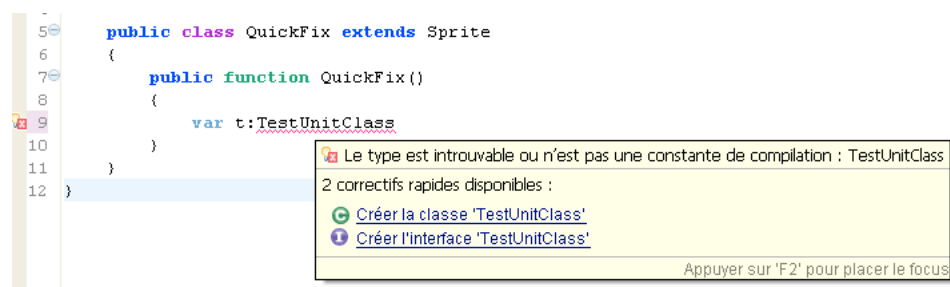 5 public class QuickFix extends Sprite
6 {
7 public function QuickFix()
8 {
9 var t:TestUnitClass
10 }
11 }
12 }
Le type est introuvable ou n'est pas une constante de compilation : TestUnitClass
2 correctifs rapides disponibles :
C Créer la classe 'TestUnitClass'
I Créer l'interface 'TestUnitClass'
Appuyer sur 'F2' pour placer le focus